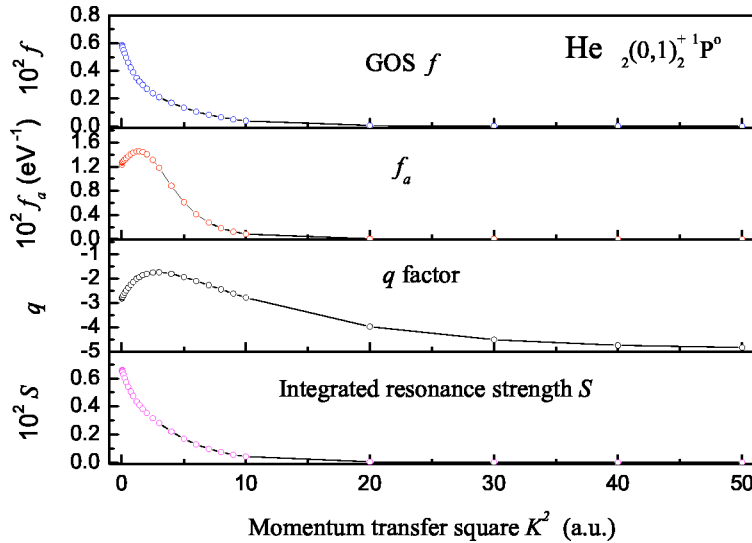 10² f
0.6
0.4
0.2
0.0
GOS f
He ₂(0,1)₂⁺ ¹Pᵒ
10² fₐ (eV⁻¹)
1.6
1.2
0.8
0.4
0.0
fₐ
q
-1
-2
-3
-4
-5
q factor
10² S
0.6
0.4
0.2
0.0
Integrated resonance strength S
0 10 20 30 40 50
Momentum transfer square K² (a.u.)